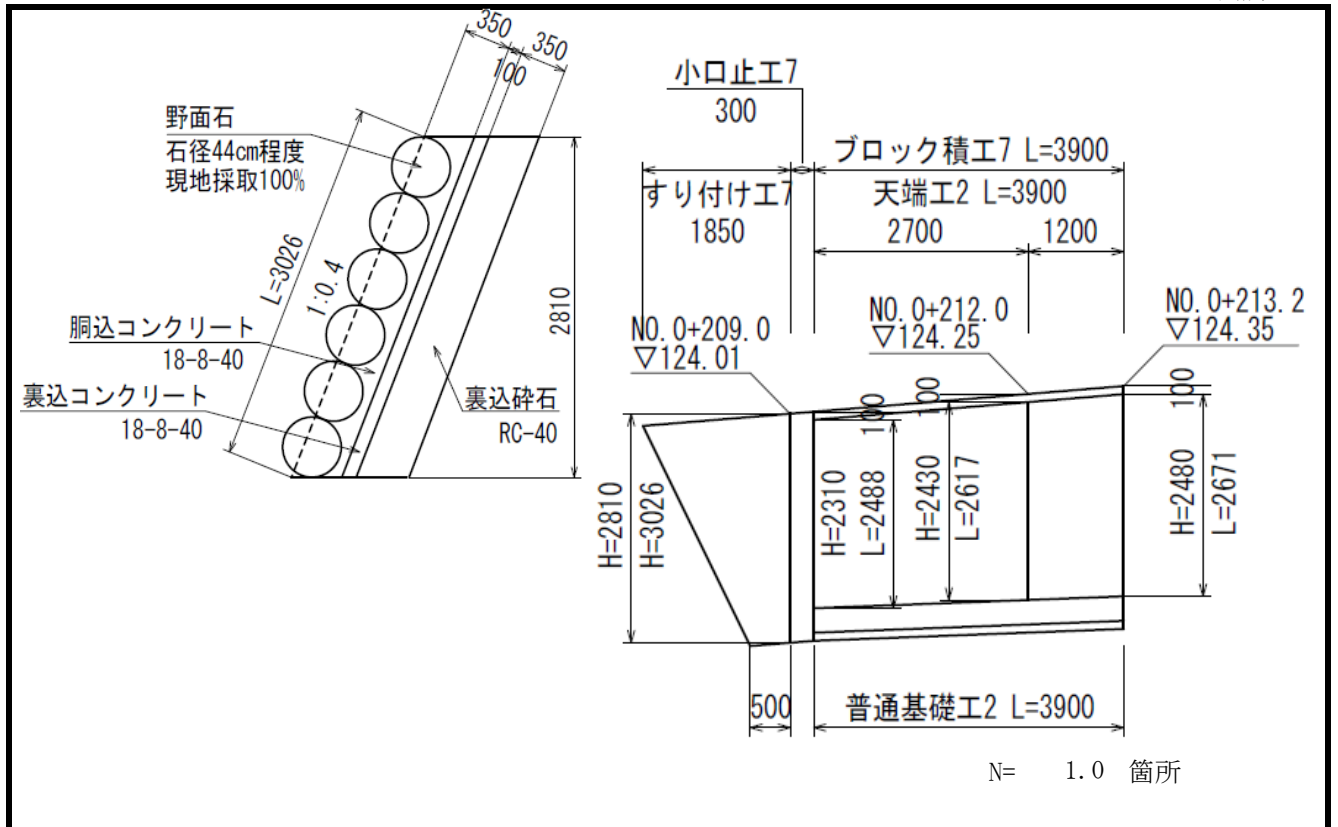 350
100
350
野面石
石径44cm程度
現地採取100%
L=3026
1:0.4
2810
胴込コンクリート
18-8-40
裏込コンクリート
18-8-40
裏込砕石
RC-40
小口止工7
300
ブロック積工7 L=3900
すり付け工7
1850
天端工2 L=3900
2700
1200
NO.0+209.0
▽124.01
NO.0+212.0
▽124.25
NO.0+213.2
▽124.35
100
100
100
H=2810
H=3026
H=2310
L=2488
H=2430
L=2617
H=2480
L=2671
500
普通基礎工2 L=3900
N= 1.0 箇所